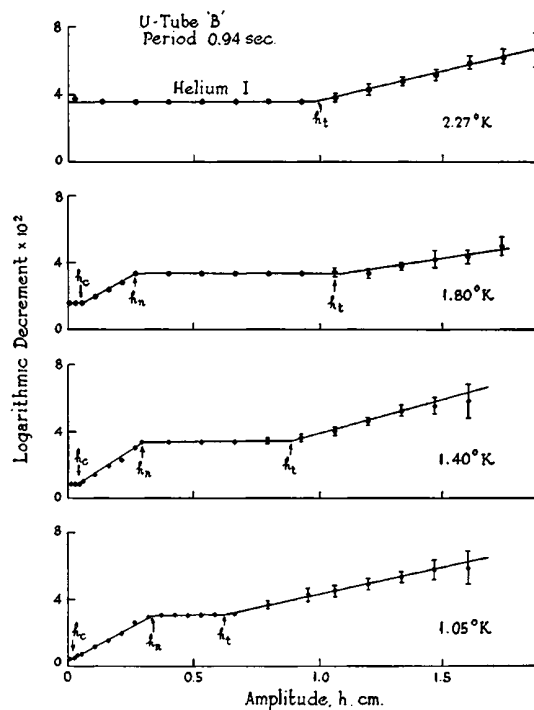 U-Tube 'B'
Period 0.94 sec.
8
Helium I
4
h_t
2.27°K
0
8
h_c
4
h_n
h_t
1.80°K
0
8
h_c
4
h_n
h_t
1.40°K
0
8
h_c
4
h_n
h_t
1.05°K
0
0 0.5 1.0 1.5
Amplitude, h. cm.
Logarithmic Decrement × 10²